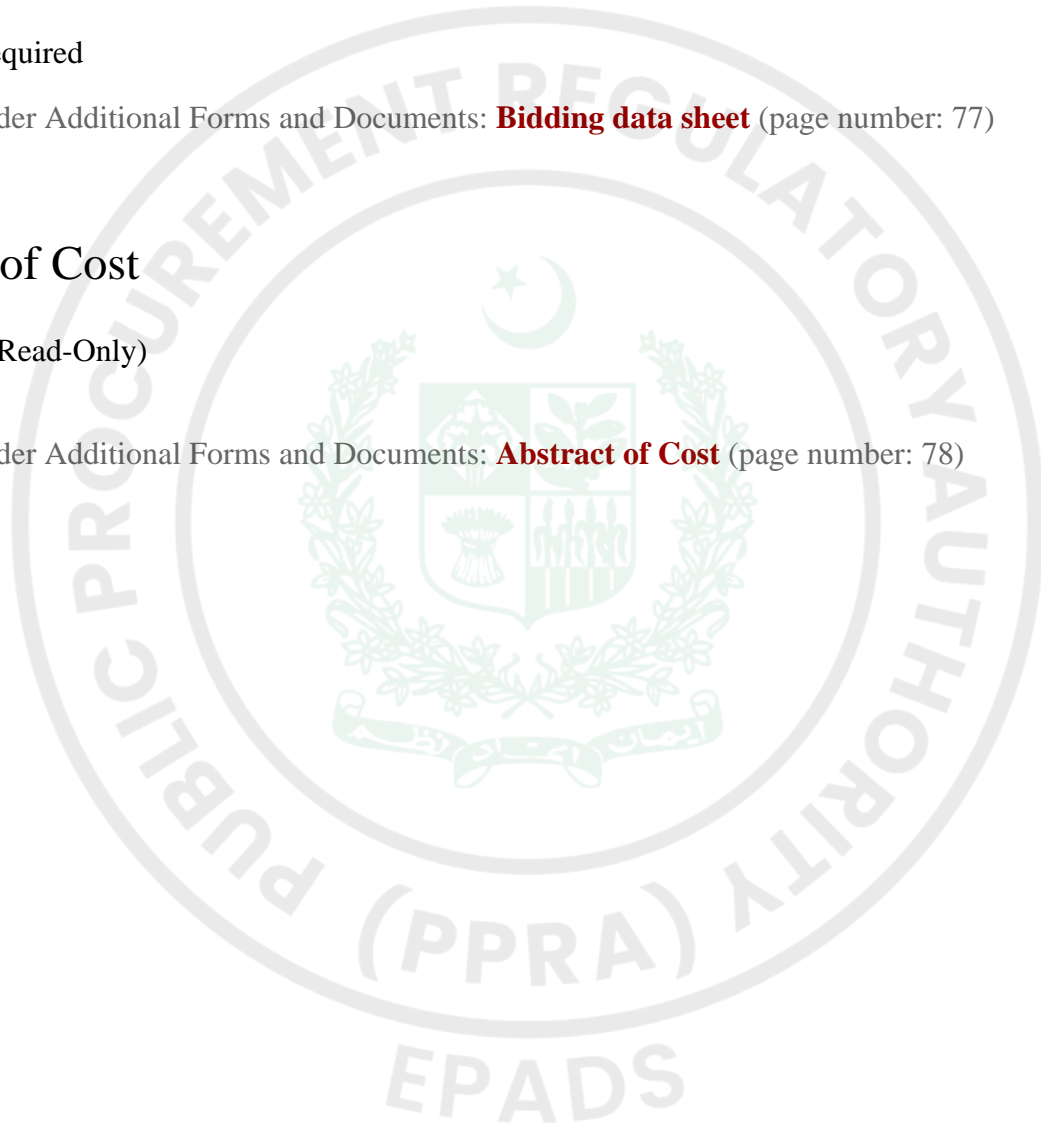 equired
der Additional Forms and Documents: Bidding data sheet (page number: 77)
of Cost
Read-Only)
der Additional Forms and Documents: Abstract of Cost (page number: 78)
PUBLIC PROCUREMENT REGULATORY AUTHORITY
(PPRA)
EPADS